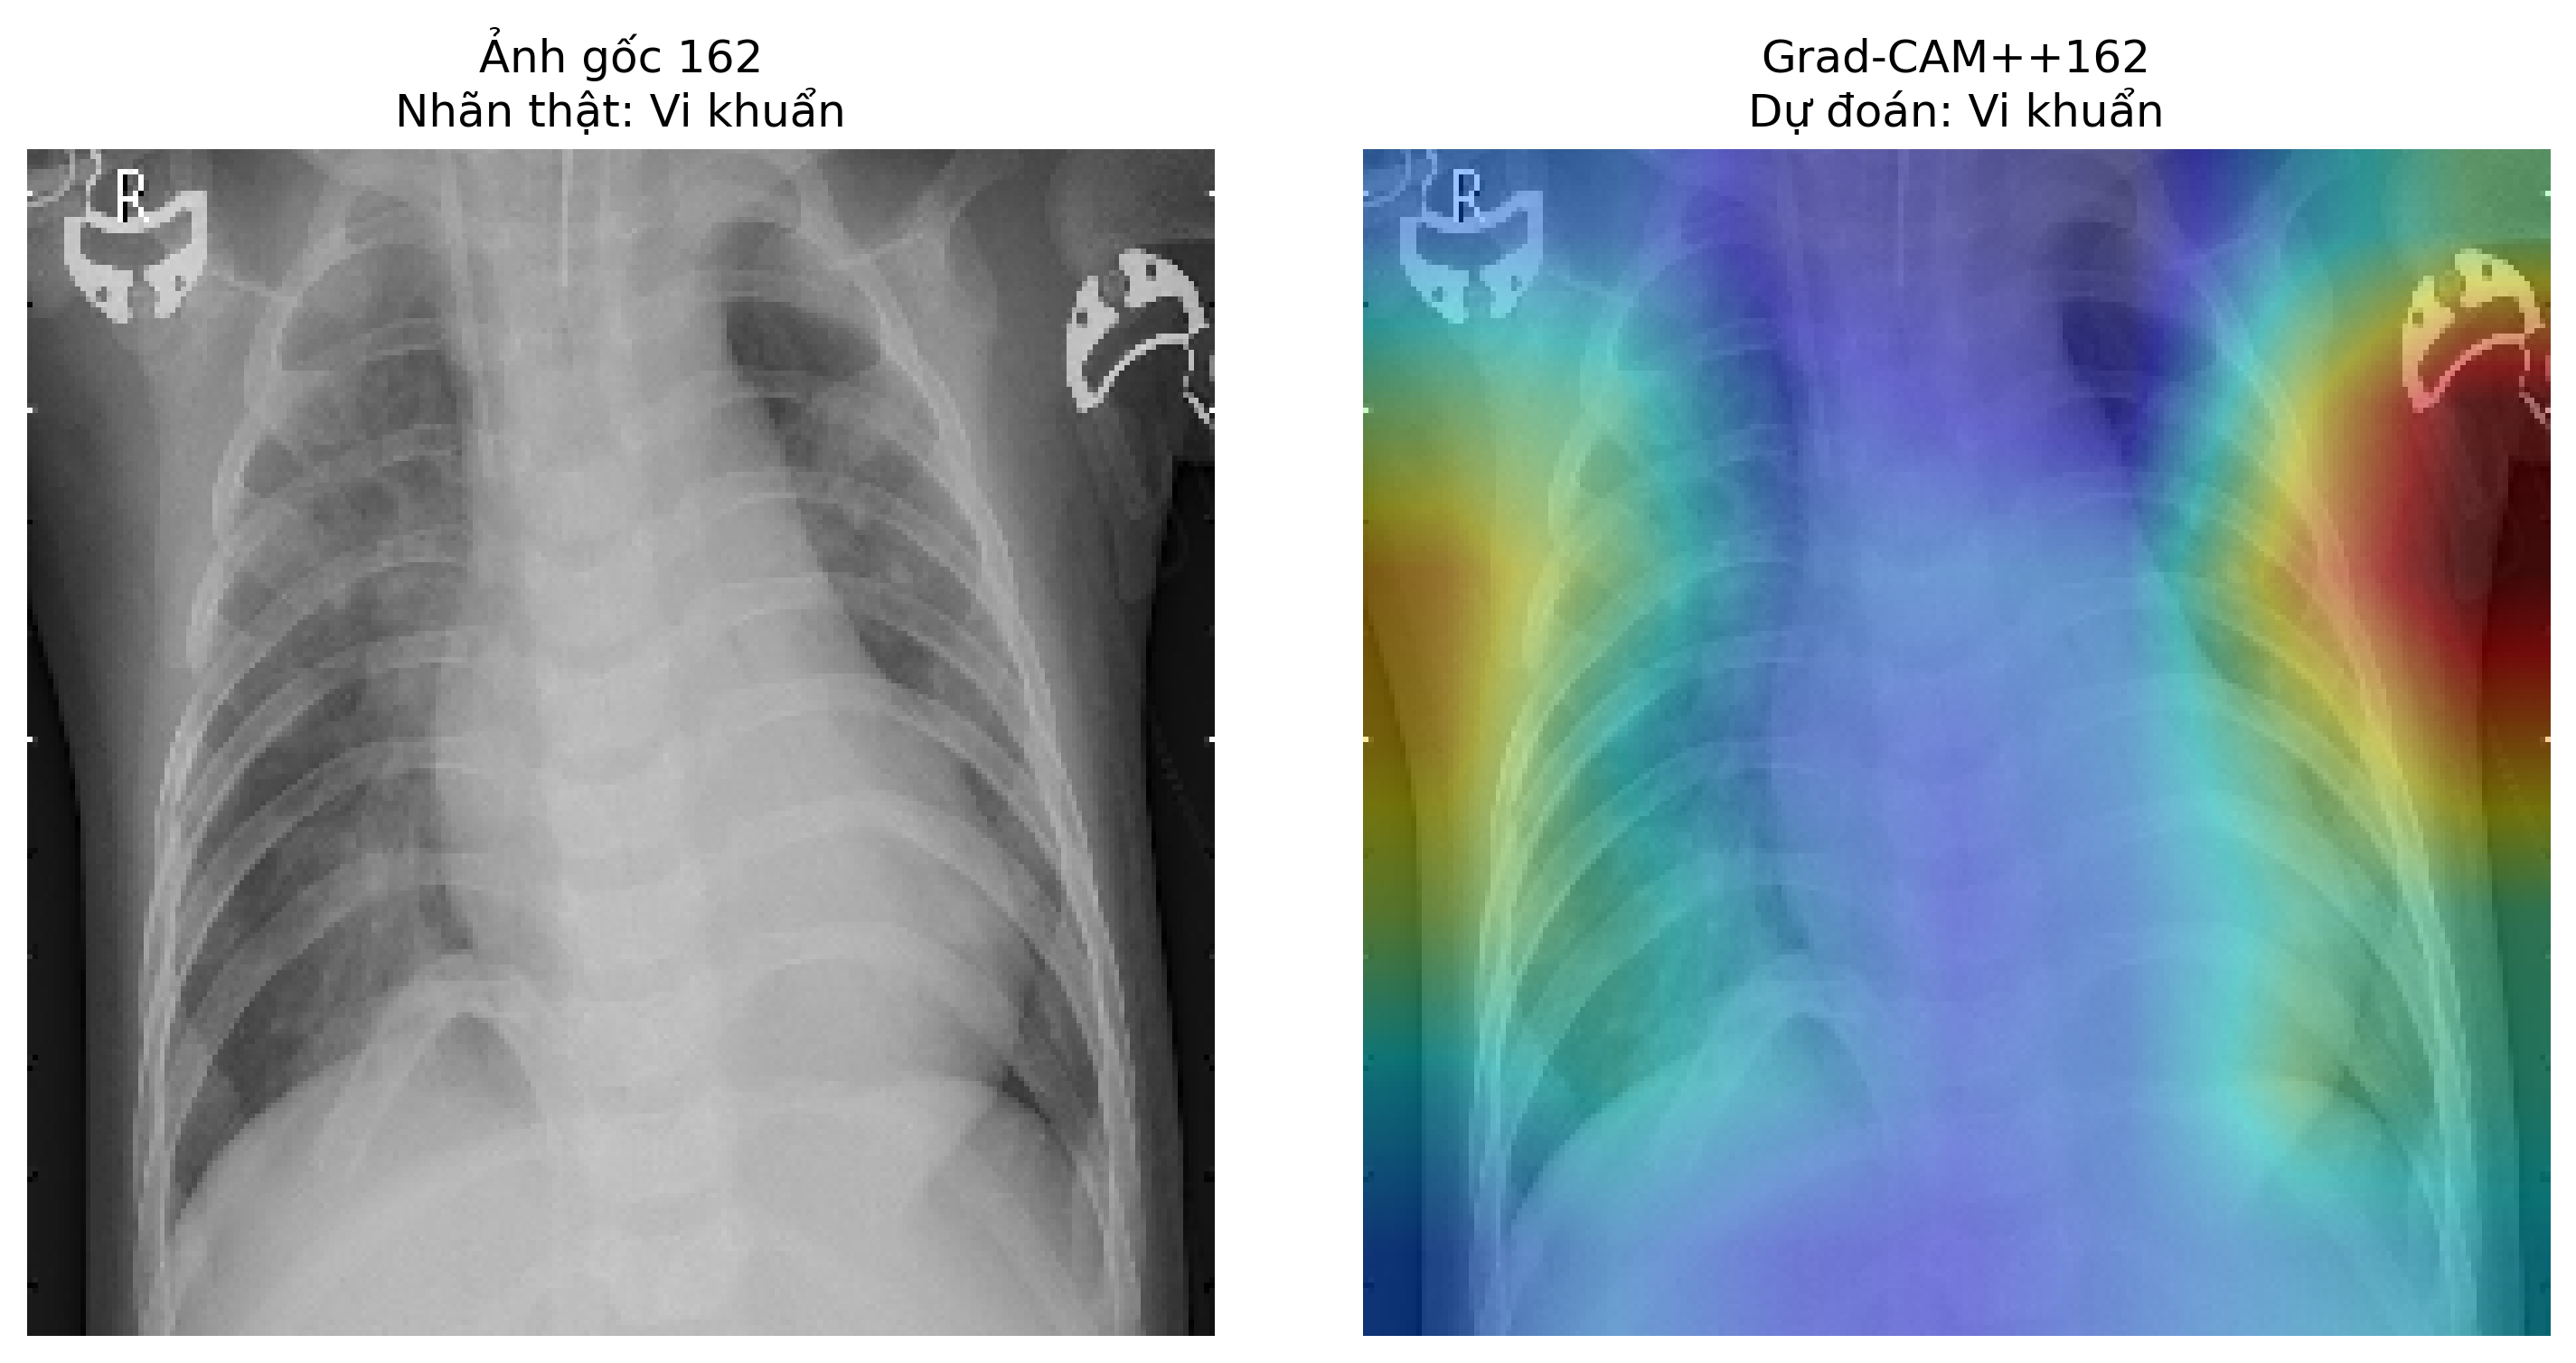 Ảnh gốc 162
Nhãn thật: Vi khuẩn
Grad-CAM++162
Dự đoán: Vi khuẩn
R
R